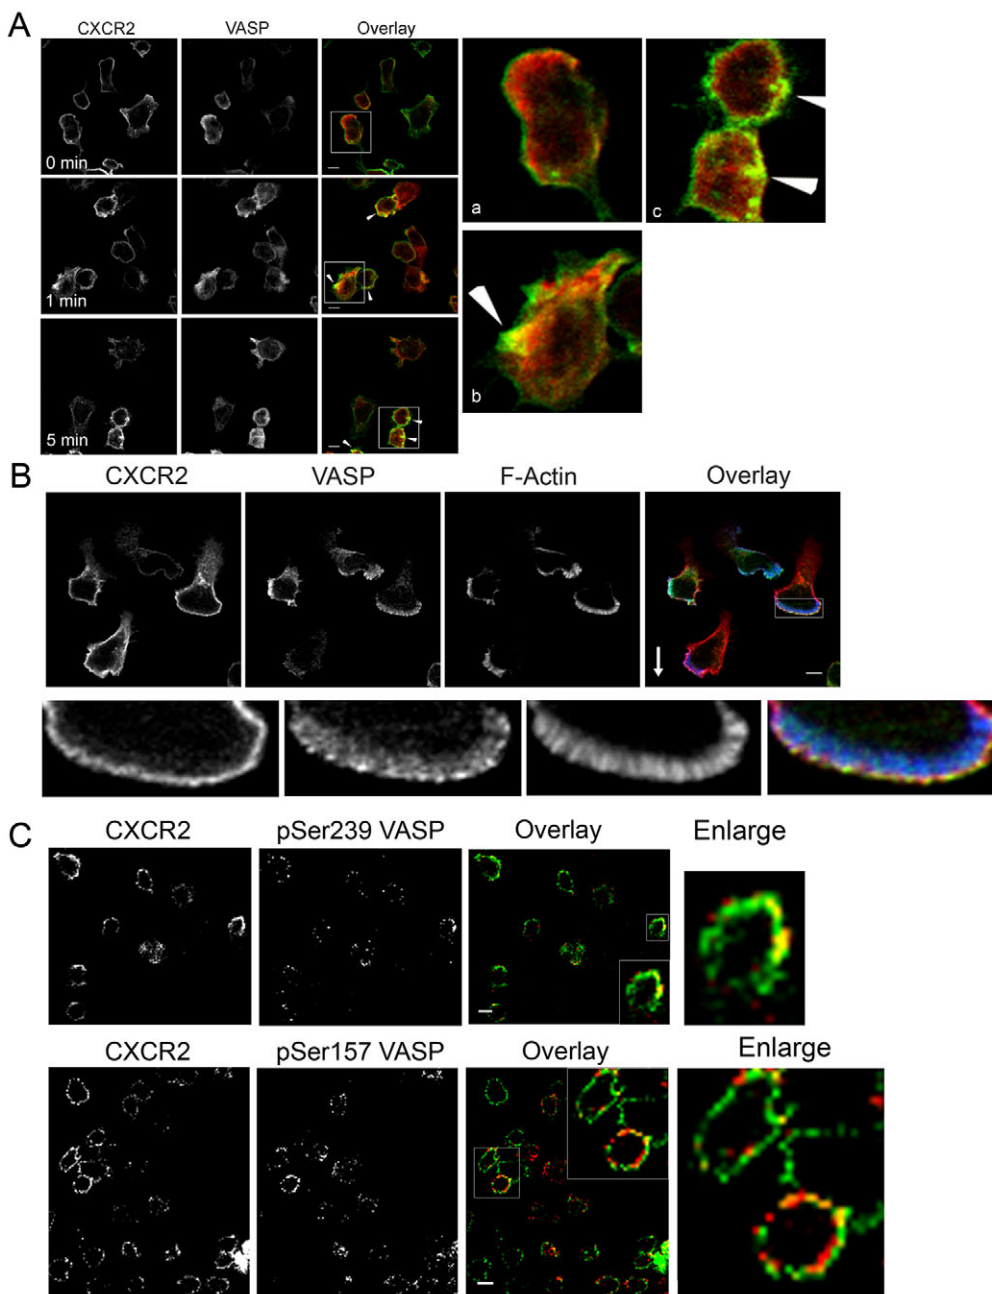 A
CXCR2 VASP Overlay
0 min
1 min
5 min
a
c
b
B
CXCR2 VASP F-Actin Overlay
C
CXCR2 pSer239 VASP Overlay Enlarge
CXCR2 pSer157 VASP Overlay Enlarge